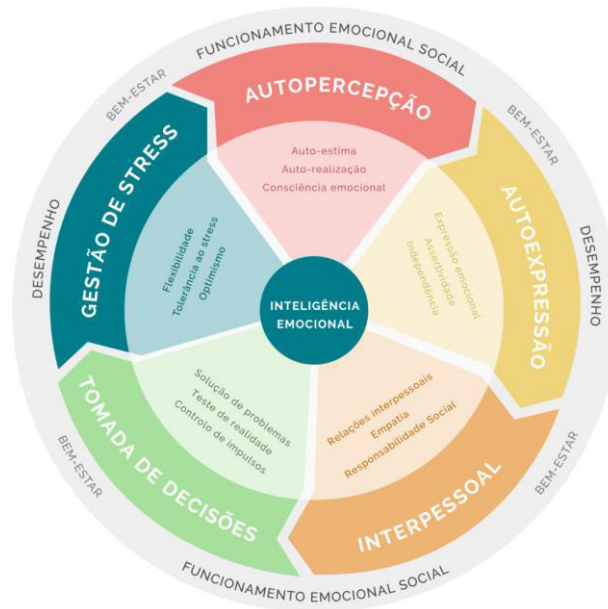 FUNCIONAMENTO EMOCIONAL SOCIAL
BEM-ESTAR
BEM-ESTAR
AUTOPERCEPÇÃO
Auto-estima
Auto-realização
Consciência emocional
DESEMPENHO
GESTÃO DE STRESS
Flexibilidade
Tolerância ao stress
Optimismo
Expressão emocional
Assertividade
Independência
AUTOEXPRESSÃO
DESEMPENHO
INTELIGÊNCIA
EMOCIONAL
TOMADA DE DECISÕES
Solução de problemas
Teste de realidade
Controlo de impulsos
Relações interpessoais
Empatia
Responsabilidade Social
INTERPESSOAL
BEM-ESTAR
BEM-ESTAR
FUNCIONAMENTO EMOCIONAL SOCIAL